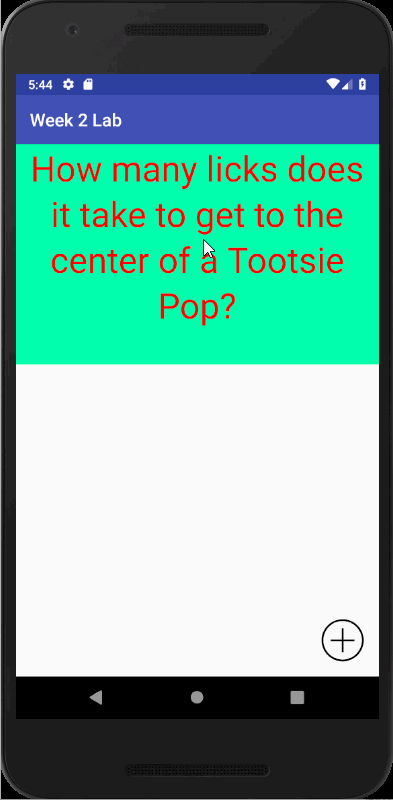 5:44
Week 2 Lab
How many licks does
it take to get to the
center of a Tootsie
Pop?